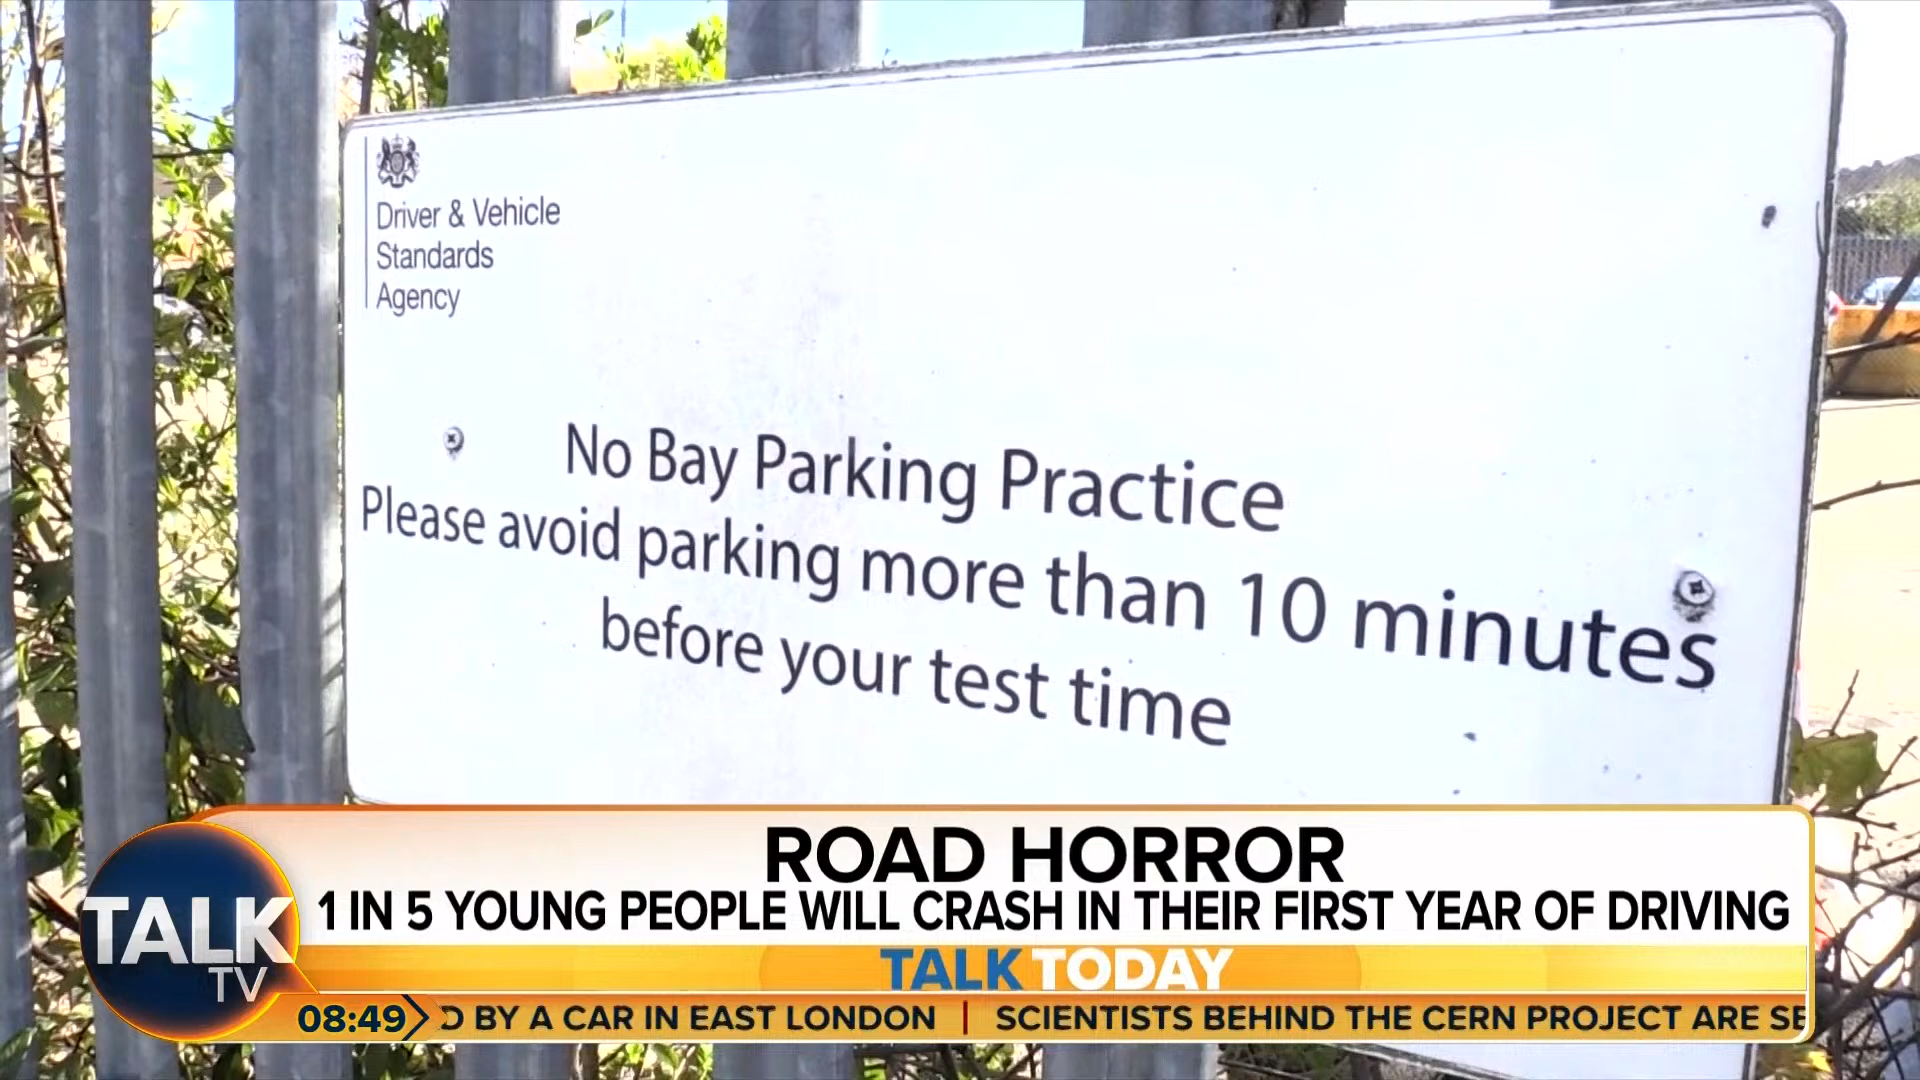 Driver & Vehicle
Standards
Agency
No Bay Parking Practice
Please avoid parking more than 10 minutes
before your test time
ROAD HORROR
1 IN 5 YOUNG PEOPLE WILL CRASH IN THEIR FIRST YEAR OF DRIVING
TALK
TV
TALK TODAY
08:49
BY A CAR IN EAST LONDON | SCIENTISTS BEHIND THE CERN PROJECT ARE